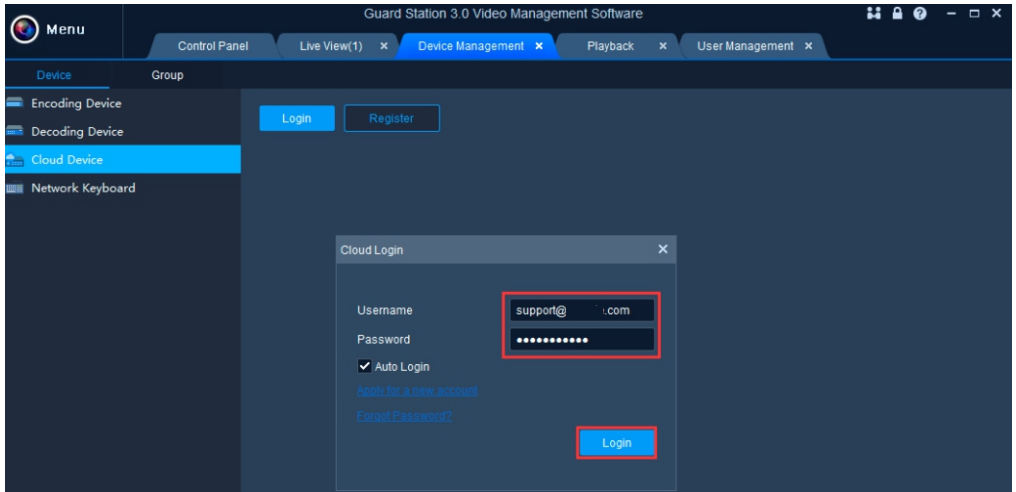 Guard Station 3.0 Video Management Software
Menu
Control Panel
Live View(1)
Device Management
Playback
User Management
Device
Group
Encoding Device
Decoding Device
Cloud Device
Network Keyboard
Login
Register
Cloud Login
Username
support@ .com
Password
Auto Login
Apply for a new account
Forgot Password?
Login